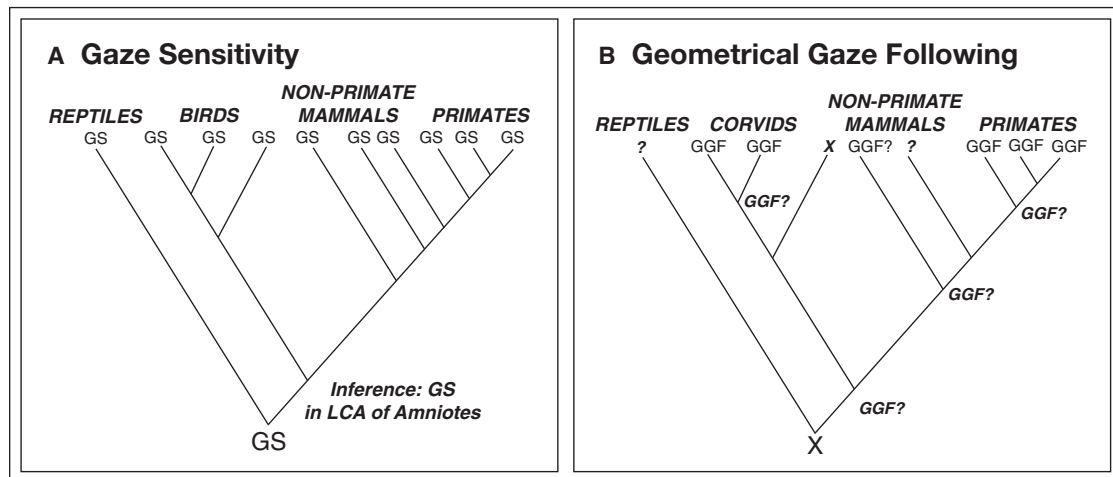 A Gaze Sensitivity
NON-PRIMATE
REPTILES BIRDS MAMMALS PRIMATES
GS GS GS GS GS GS GS GS GS GS
Inference: GS
in LCA of Amniotes
GS
B Geometrical Gaze Following
NON-PRIMATE
REPTILES CORVIDS MAMMALS PRIMATES
? GGF GGF X GGF? ? GGF GGF GGF
GGF?
GGF?
GGF?
GGF?
X